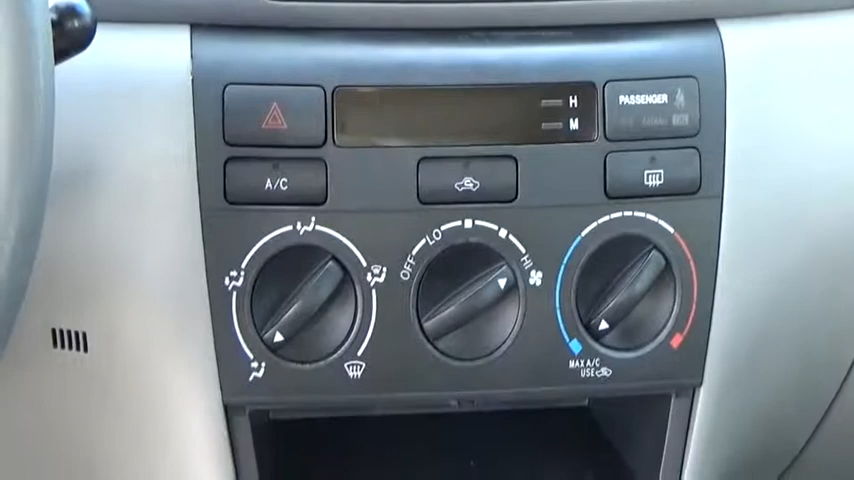 H
PASSENGER
M
A/C
OFF
LO
HI
MAX A/C
USE